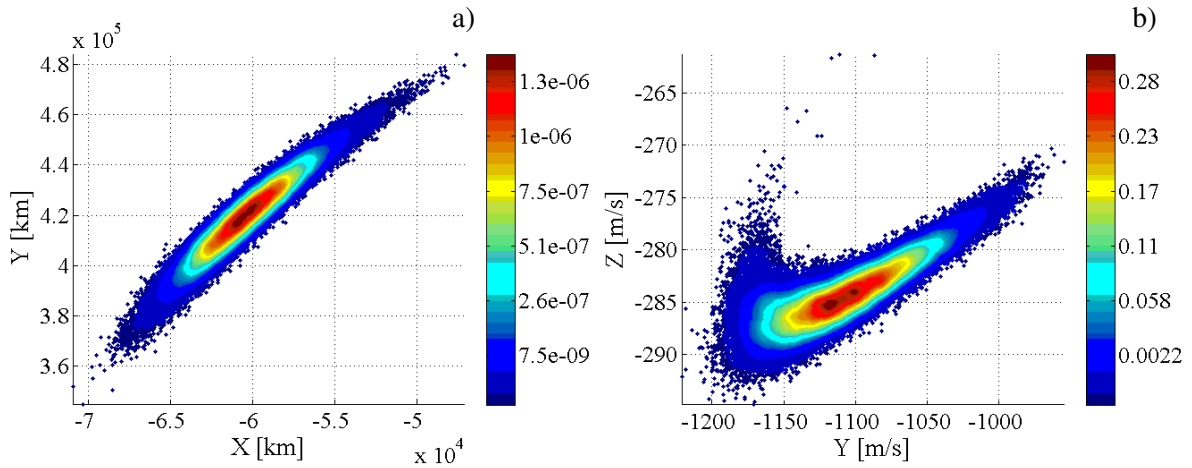 a)
x 10^5
4.8
4.6
4.4
4.2
4
3.8
3.6
Y [km]
-7 -6.5 -6 -5.5 -5
X [km]
x 10^4
1.3e-06
1e-06
7.5e-07
5.1e-07
2.6e-07
7.5e-09
b)
-265
-270
-275
-280
-285
-290
Z [m/s]
-1200 -1150 -1100 -1050 -1000
Y [m/s]
0.28
0.23
0.17
0.11
0.058
0.0022